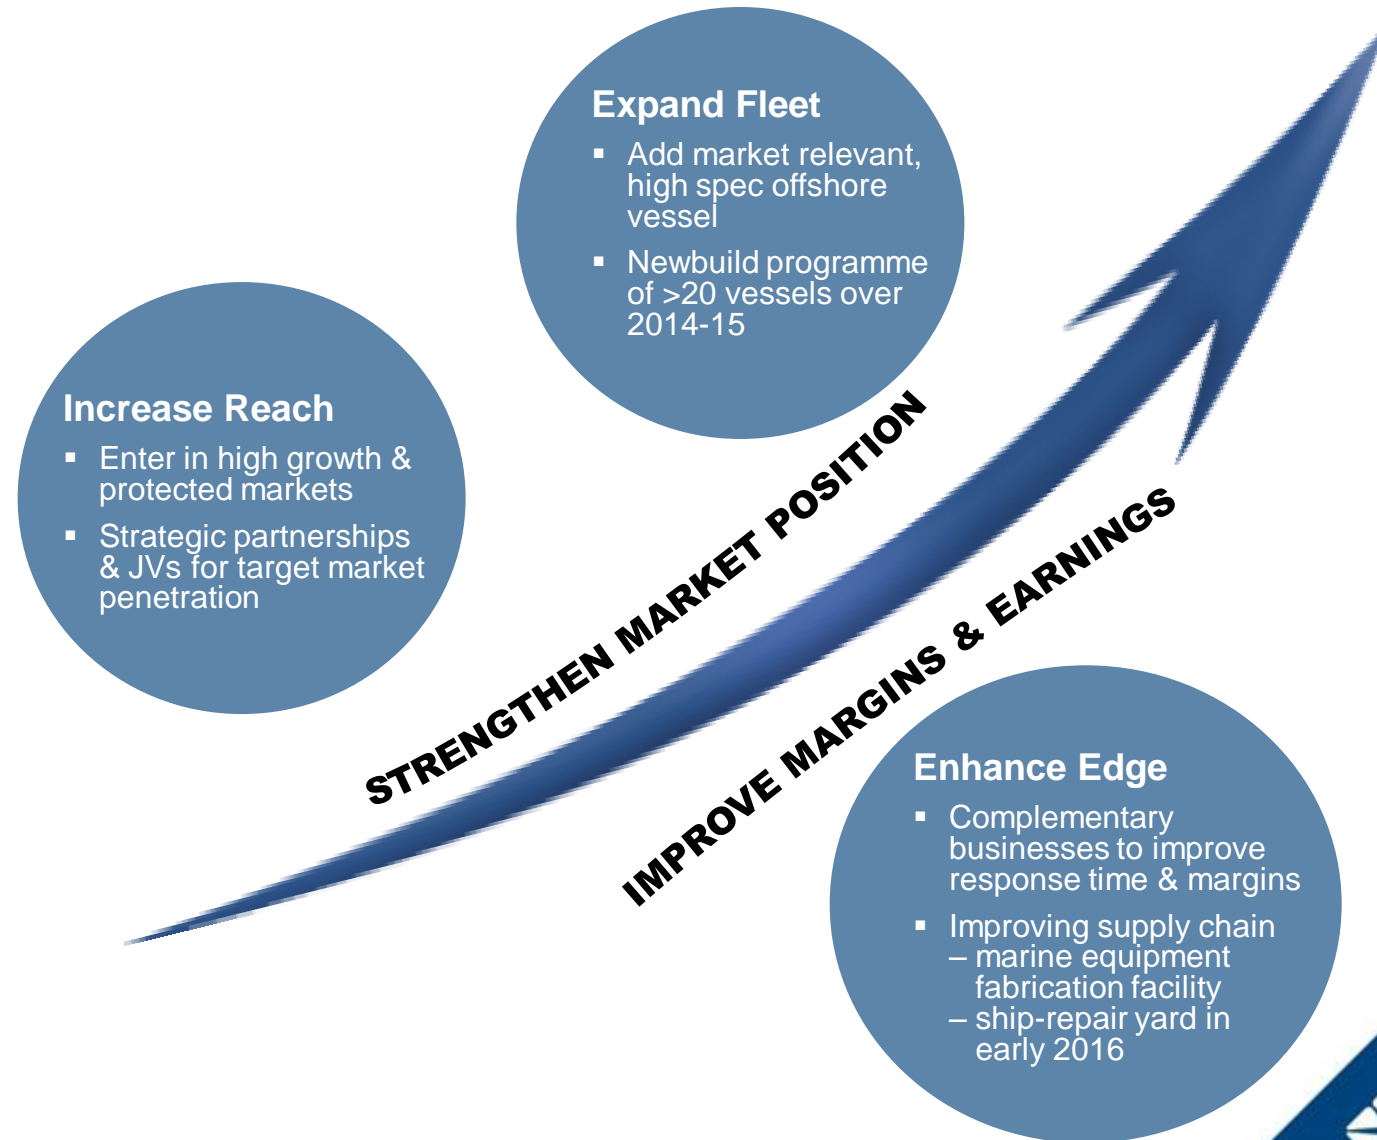 Expand Fleet
▪ Add market relevant,
high spec offshore
vessel
▪ Newbuild programme
of >20 vessels over
2014-15
Increase Reach
▪ Enter in high growth &
protected markets
▪ Strategic partnerships
& JVs for target market
penetration
STRENGTHEN MARKET POSITION
IMPROVE MARGINS & EARNINGS
Enhance Edge
▪ Complementary
businesses to improve
response time & margins
▪ Improving supply chain
– marine equipment
fabrication facility
– ship-repair yard in
early 2016